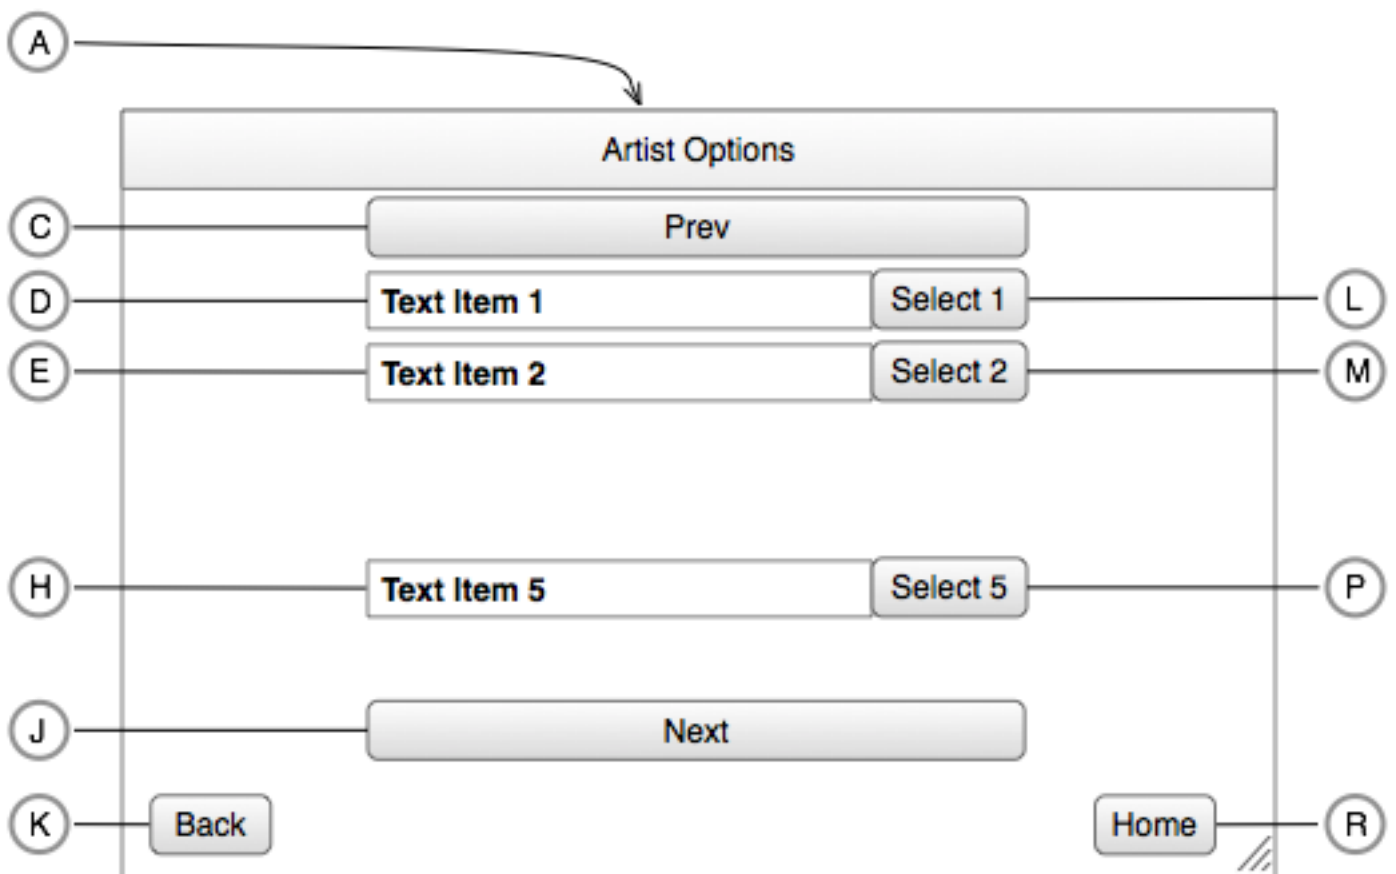 A
Artist Options
C Prev
D Text Item 1 Select 1 L
E Text Item 2 Select 2 M
H Text Item 5 Select 5 P
J Next
K Back Home R